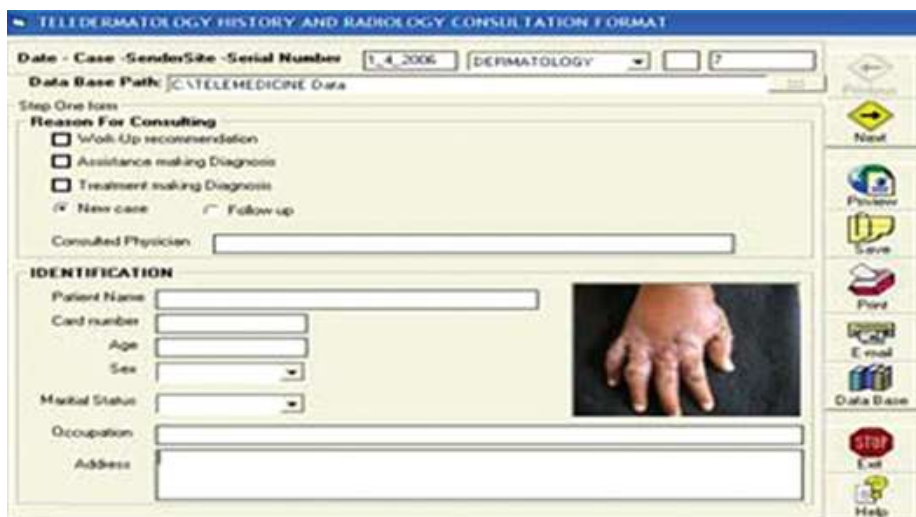 TELEDERMATOLOGY HISTORY AND RADIOLOGY CONSULTATION FORMAT
Date - Case -SenderSite -Serial Number 1_4_2006 DERMATOLOGY 7
Data Base Path: C:\TELEMEDICINE Data ...
Previous
Step One form
Reason For Consulting
Work-Up recommendation
Next
Assistance making Diagnosis
Treatment making Diagnosis
New case Follow up
Preview
Consulted Physician
Save
IDENTIFICATION
Patient Name
Print
Card number
Age
E-mail
Sex
Marital Status
Data Base
Occupation
STOP
Address
Exit
Help